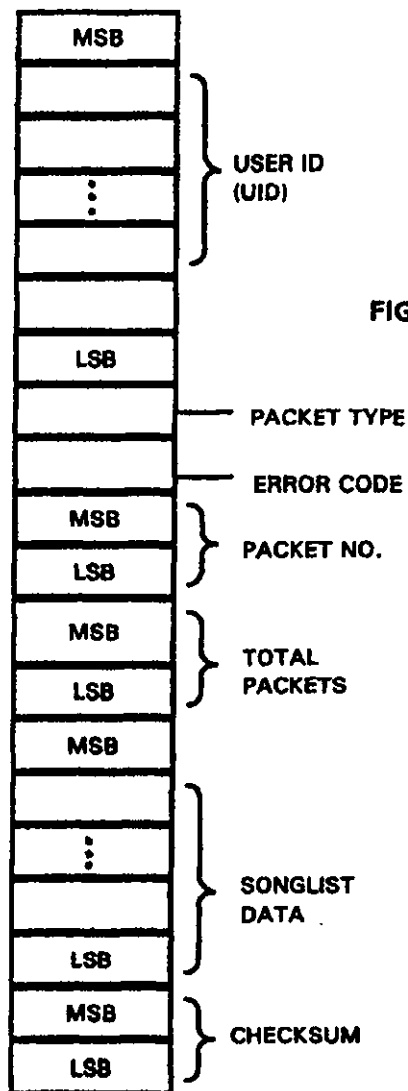 MSB
USER ID
(UID)
FIG
LSB
PACKET TYPE
ERROR CODE
MSB
PACKET NO.
LSB
MSB
TOTAL
PACKETS
LSB
MSB
SONGLIST
DATA
LSB
MSB
CHECKSUM
LSB